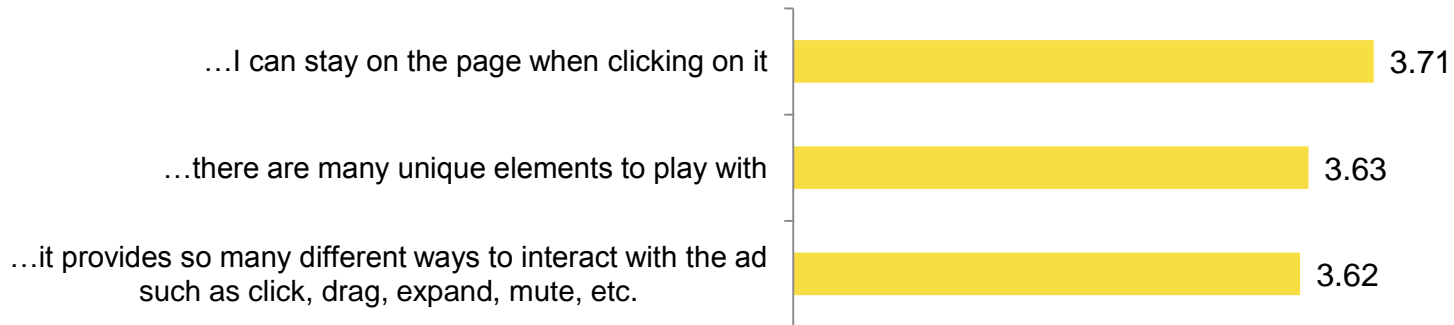 …I can stay on the page when clicking on it
3.71
…there are many unique elements to play with
3.63
…it provides so many different ways to interact with the ad
such as click, drag, expand, mute, etc.
3.62